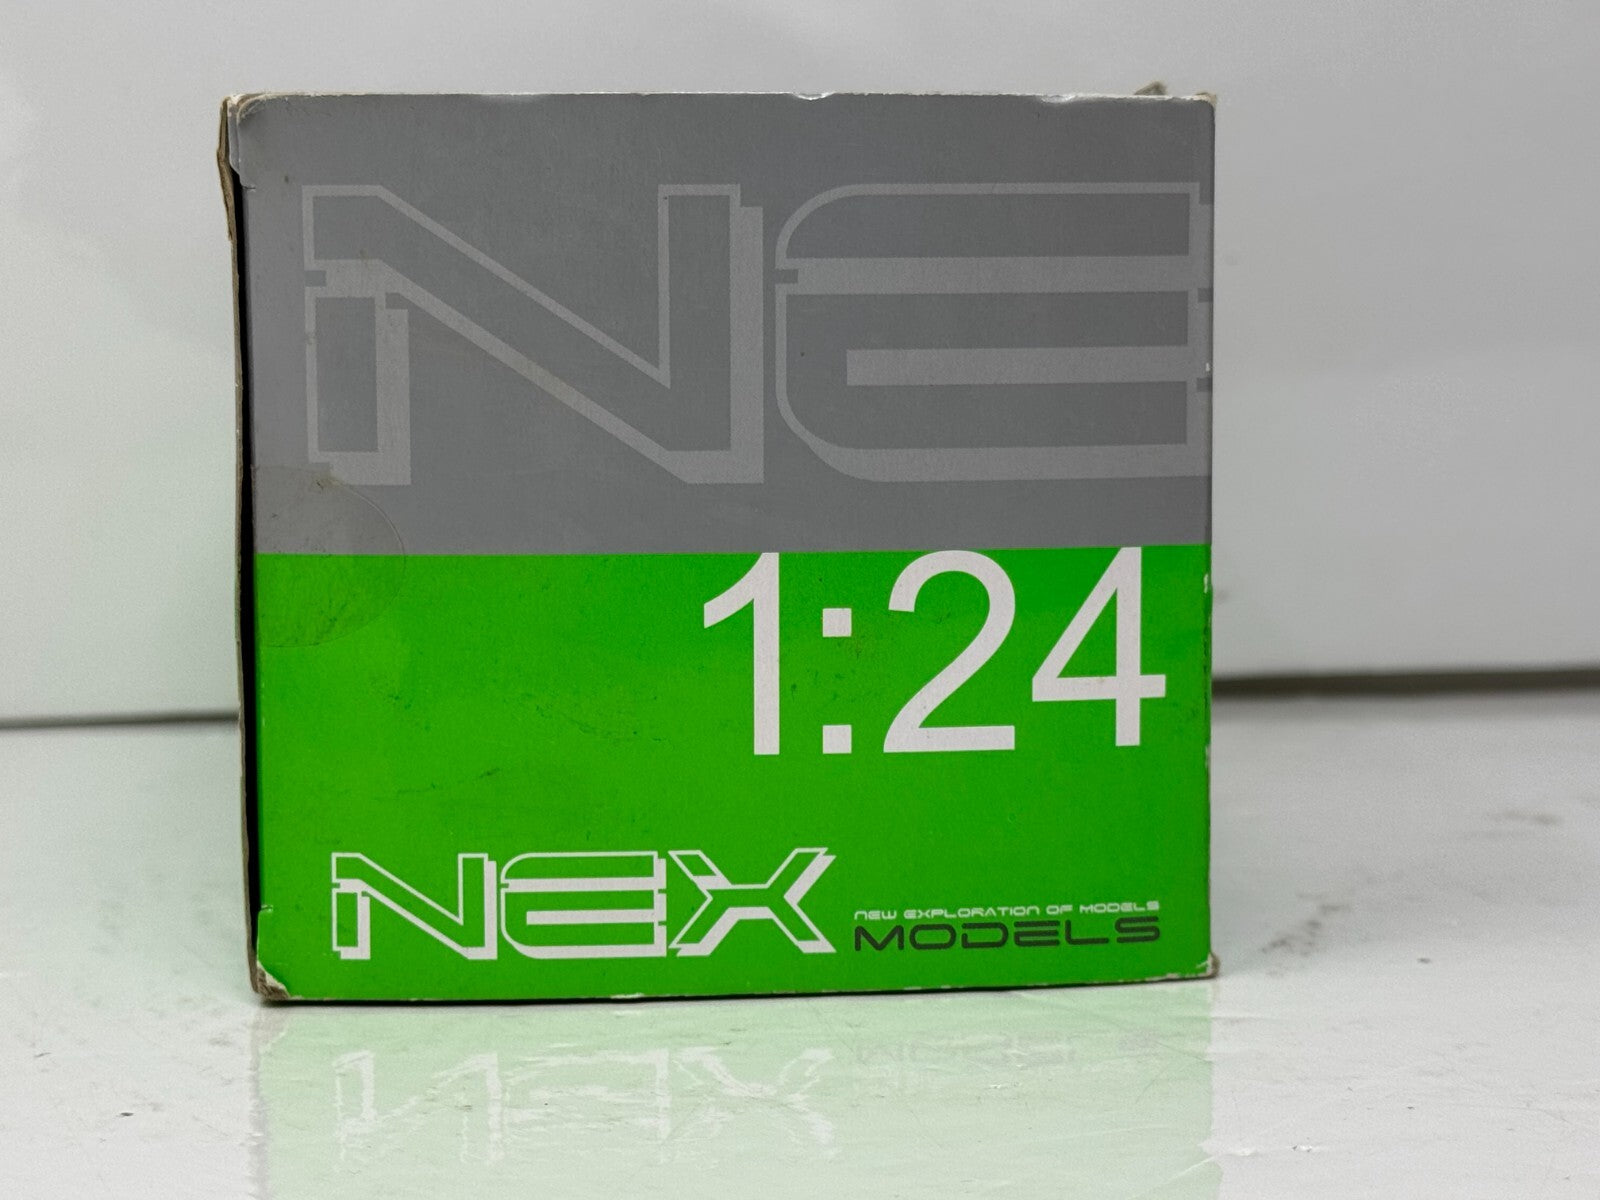 NE
1:24
NEX
NEW EXPLORATION OF MODELS
MODELS